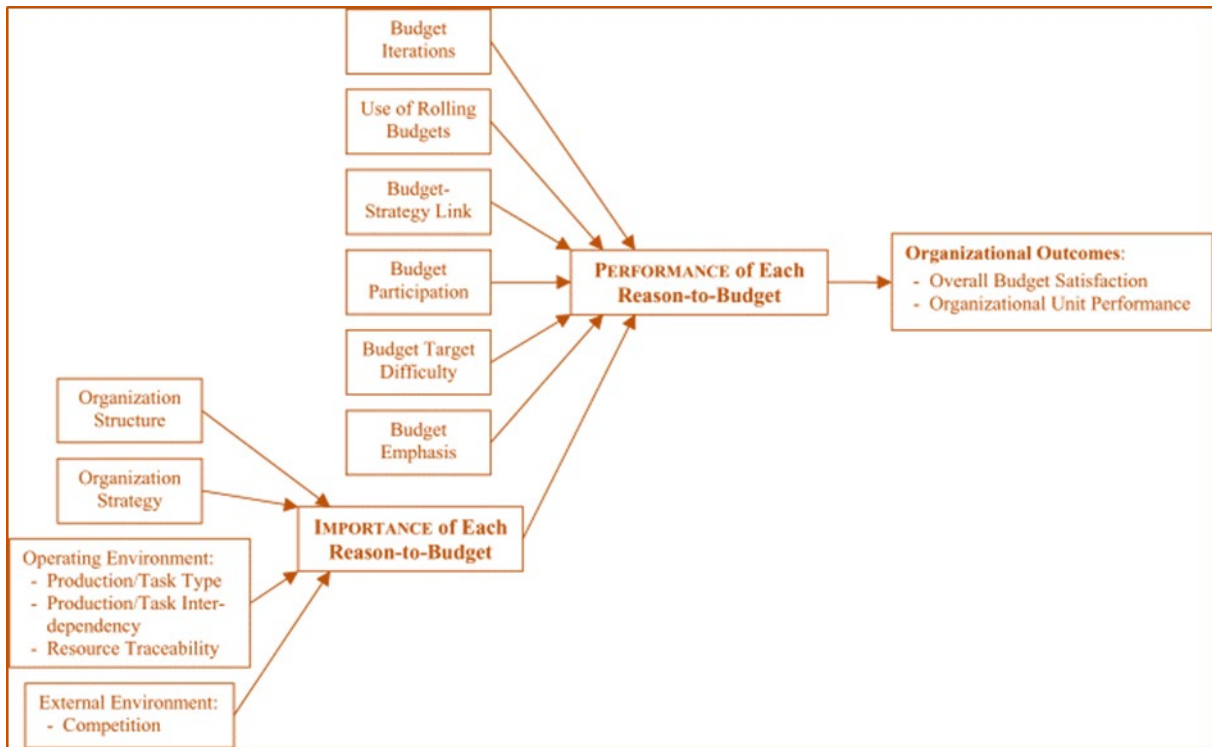 Budget
Iterations
Use of Rolling
Budgets
Budget-
Strategy Link
Budget
Participation
Budget Target
Difficulty
Budget
Emphasis
PERFORMANCE of Each
Reason-to-Budget
Organizational Outcomes:
- Overall Budget Satisfaction
- Organizational Unit Performance
Organization
Structure
Organization
Strategy
Operating Environment:
- Production/Task Type
- Production/Task Inter-
dependency
- Resource Traceability
External Environment:
- Competition
IMPORTANCE of Each
Reason-to-Budget